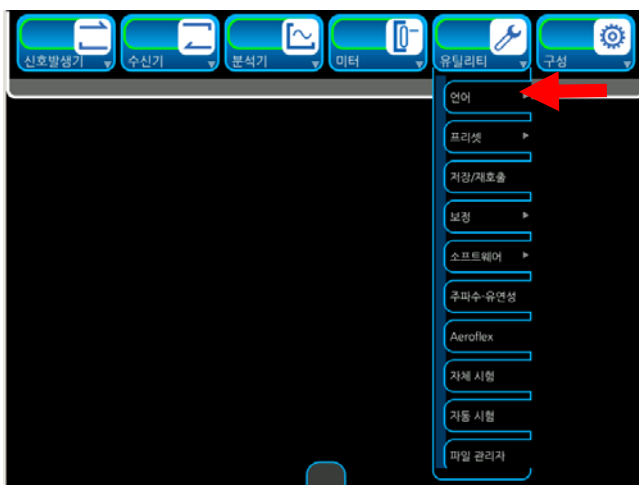 신호발생기
수신기
분석기
미터
유틸리티
구성
언어
프리셋
저장/재호출
보정
소프트웨어
주파수-유연성
Aeroflex
자체 시험
자동 시험
파일 관리자